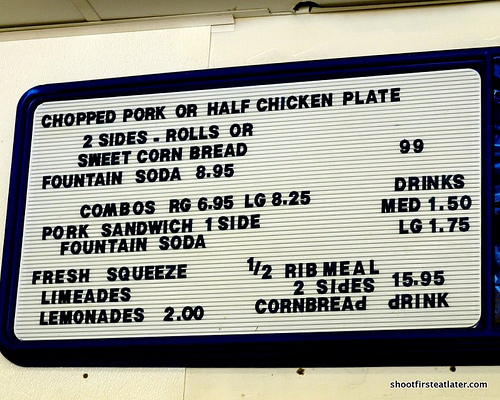 CHOPPED PORK OR HALF CHICKEN PLATE
2 SIDES - ROLLS OR
SWEET CORN BREAD
99
FOUNTAIN SODA 8.95
COMBOS RG 6.95 LG 8.25
PORK SANDWICH 1 SIDE
FOUNTAIN SODA
DRINKS
MED 1.50
LG 1.75
FRESH SQUEEZE
LIMEADES
LEMONADES 2.00
1/2 RIB MEAL
2 SIdES 15.95
CORNBREAd dRINK
shootfirsteatlater.com